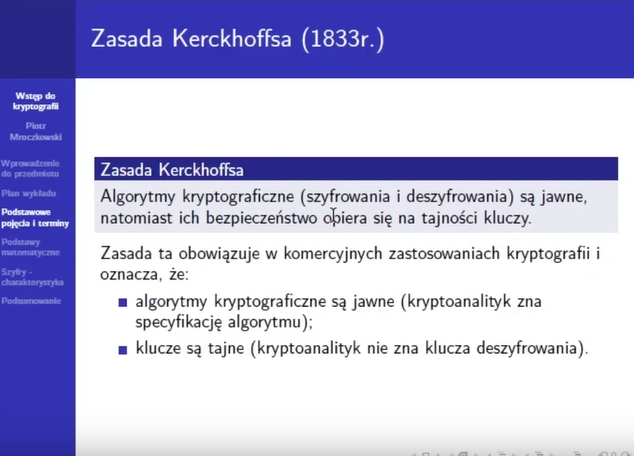 Zasada Kerckhoffsa (1833r.)
Wstęp do
kryptografii
Piotr
Mroczkowski
Wprowadzenie
do przedmiotu
Plan wykładu
Podstawowe
pojęcia i terminy
Podstawy
matematyczne
Szyfry -
charakterystyka
Podsumowanie
Zasada Kerckhoffsa
Algorytmy kryptograficzne (szyfrowania i deszyfrowania) są jawne,
natomiast ich bezpieczeństwo opiera się na tajności kluczy.
Zasada ta obowiązuje w komercyjnych zastosowaniach kryptografii i
oznacza, że:
algorytmy kryptograficzne są jawne (kryptoanalityk zna
specyfikację algorytmu);
klucze są tajne (kryptoanalityk nie zna klucza deszyfrowania).